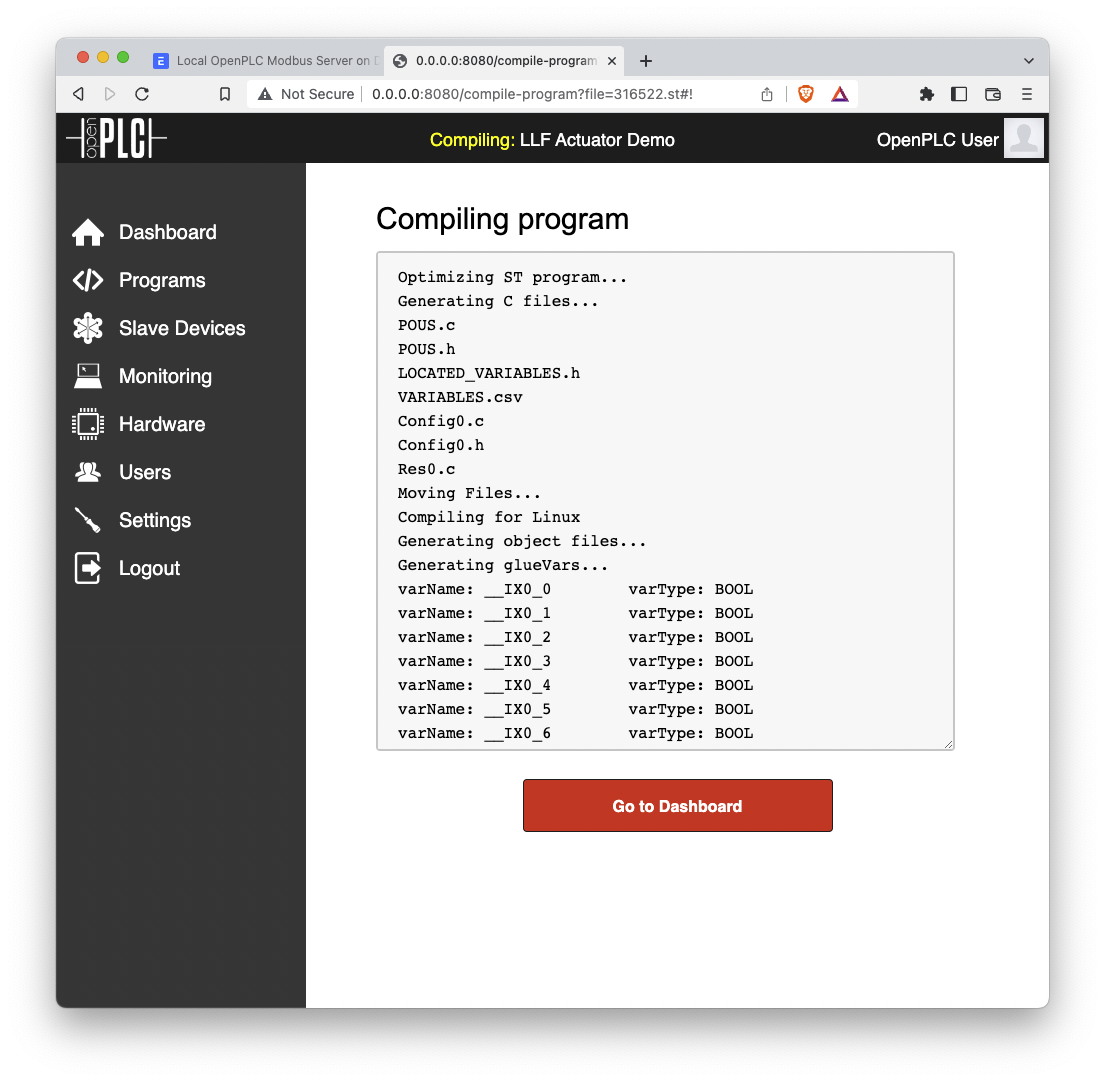 Local OpenPLC Modbus Server on D
0.0.0.0:8080/compile-program
Not Secure
0.0.0.0:8080/compile-program?file=316522.st#!
open PLC
Compiling: LLF Actuator Demo
OpenPLC User
Dashboard
Programs
Slave Devices
Monitoring
Hardware
Users
Settings
Logout
Compiling program
Optimizing ST program...
Generating C files...
POUS.c
POUS.h
LOCATED_VARIABLES.h
VARIABLES.csv
Config0.c
Config0.h
Res0.c
Moving Files...
Compiling for Linux
Generating object files...
Generating glueVars...
varName: __IX0_0 varType: BOOL
varName: __IX0_1 varType: BOOL
varName: __IX0_2 varType: BOOL
varName: __IX0_3 varType: BOOL
varName: __IX0_4 varType: BOOL
varName: __IX0_5 varType: BOOL
varName: __IX0_6 varType: BOOL
Go to Dashboard